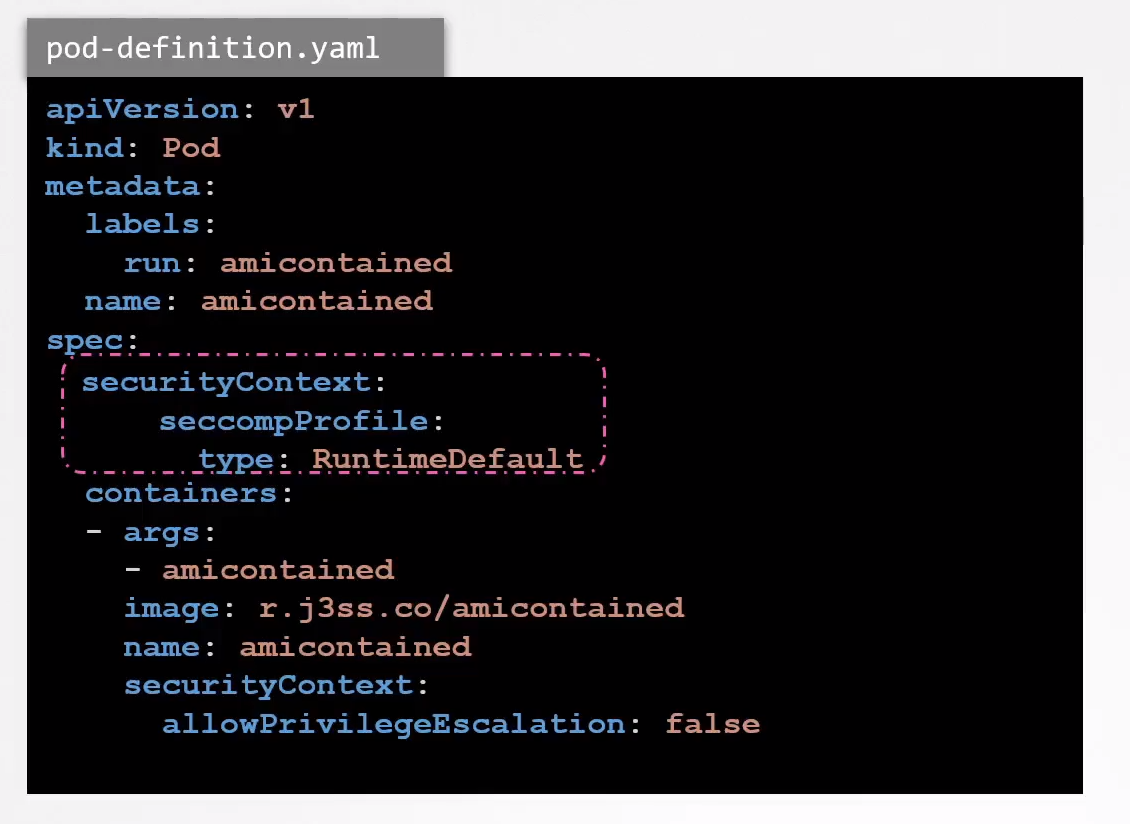 pod-definition.yaml
apiVersion: v1
kind: Pod
metadata:
  labels:
    run: amicontained
  name: amicontained
spec:
  securityContext:
      seccompProfile:
        type: RuntimeDefault
  containers:
  - args:
    - amicontained
    image: r.j3ss.co/amicontained
    name: amicontained
    securityContext:
      allowPrivilegeEscalation: false